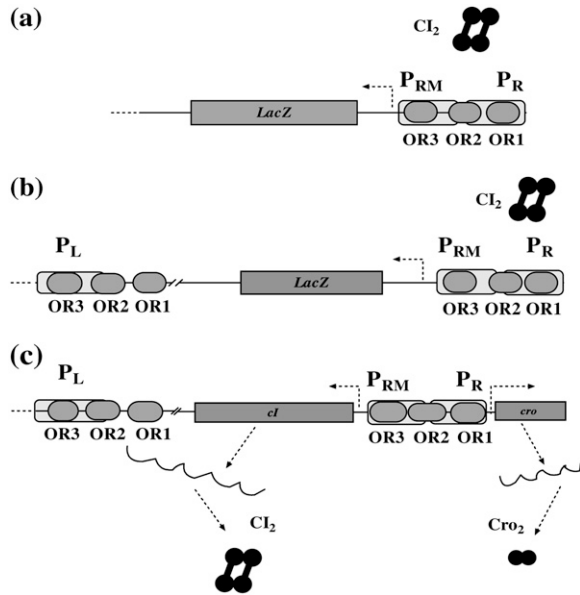 (a)
CI2
PRM PR
LacZ
OR3 OR2 OR1
(b)
CI2
PL PRM PR
LacZ
OR3 OR2 OR1 OR3 OR2 OR1
(c)
PL PRM PR
cI cro
OR3 OR2 OR1 OR3 OR2 OR1
CI2 Cro2